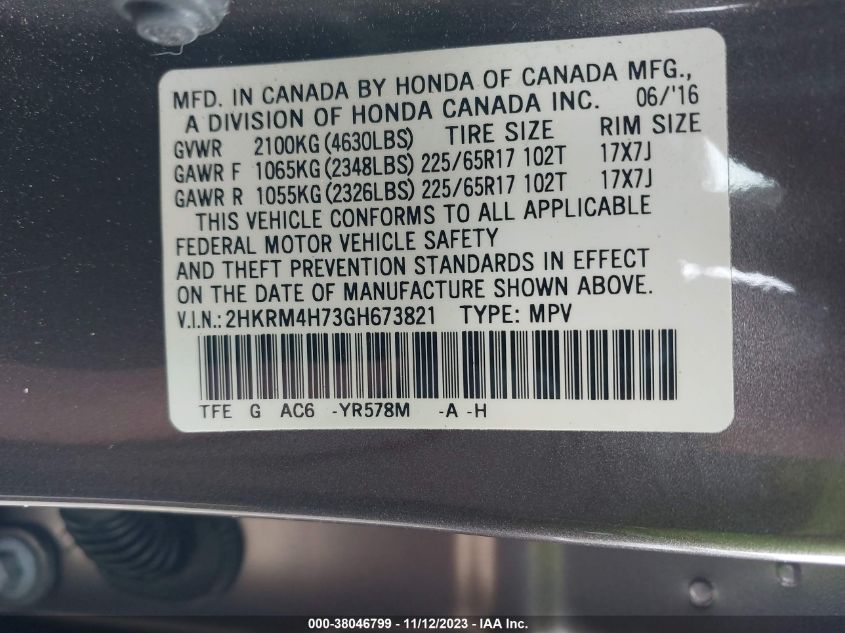 MFD. IN CANADA BY HONDA OF CANADA MFG.,
A DIVISION OF HONDA CANADA INC. 06/'16
GVWR 2100KG (4630LBS) TIRE SIZE RIM SIZE
GAWR F 1065KG (2348LBS) 225/65R17 102T 17X7J
GAWR R 1055KG (2326LBS) 225/65R17 102T 17X7J
THIS VEHICLE CONFORMS TO ALL APPLICABLE
FEDERAL MOTOR VEHICLE SAFETY
AND THEFT PREVENTION STANDARDS IN EFFECT
ON THE DATE OF MANUFACTURE SHOWN ABOVE.
V.I.N.: 2HKRM4H73GH673821 TYPE: MPV
TFE G AC6 -YR578M -A -H
000-38046799 - 11/12/2023 - IAA Inc.